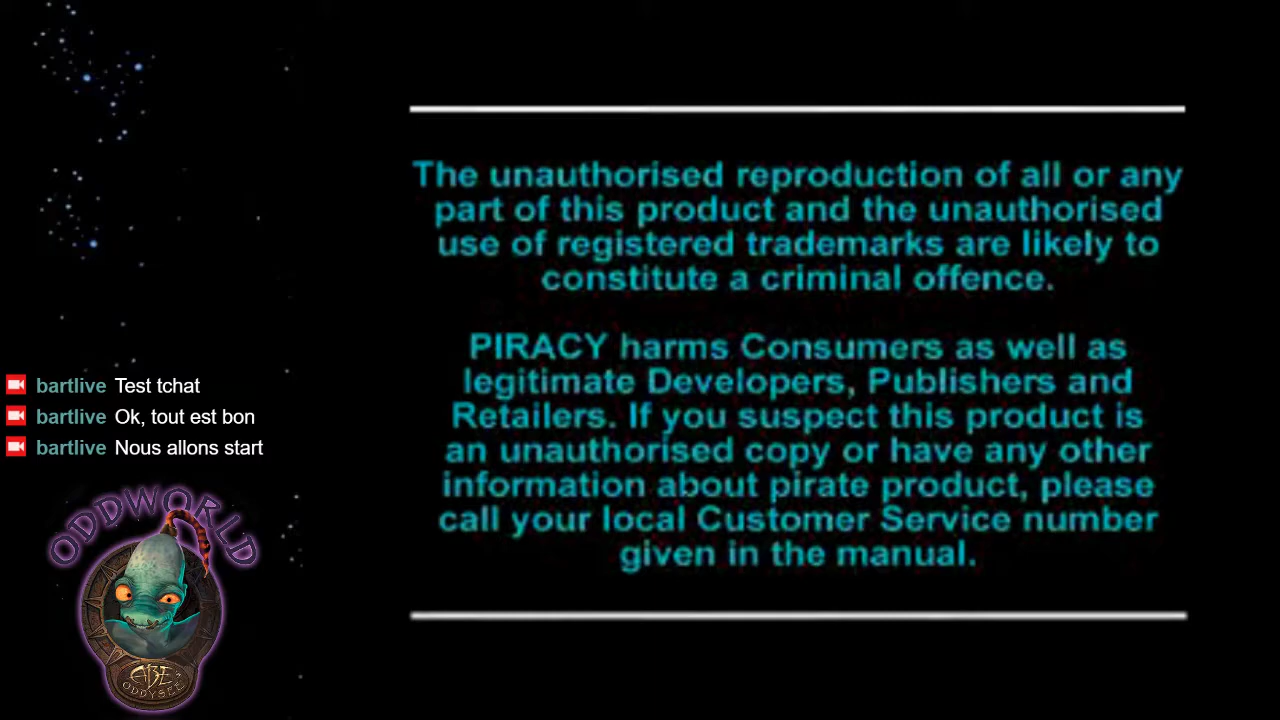 The unauthorised reproduction of all or any
part of this product and the unauthorised
use of registered trademarks are likely to
constitute a criminal offence.
PIRACY harms Consumers as well as
legitimate Developers, Publishers and
Retailers. If you suspect this product is
an unauthorised copy or have any other
information about pirate product, please
call your local Customer Service number
given in the manual.
bartlive Test tchat
bartlive Ok, tout est bon
bartlive Nous allons start
ODDWORLD
ABE'S
ODDYSEE